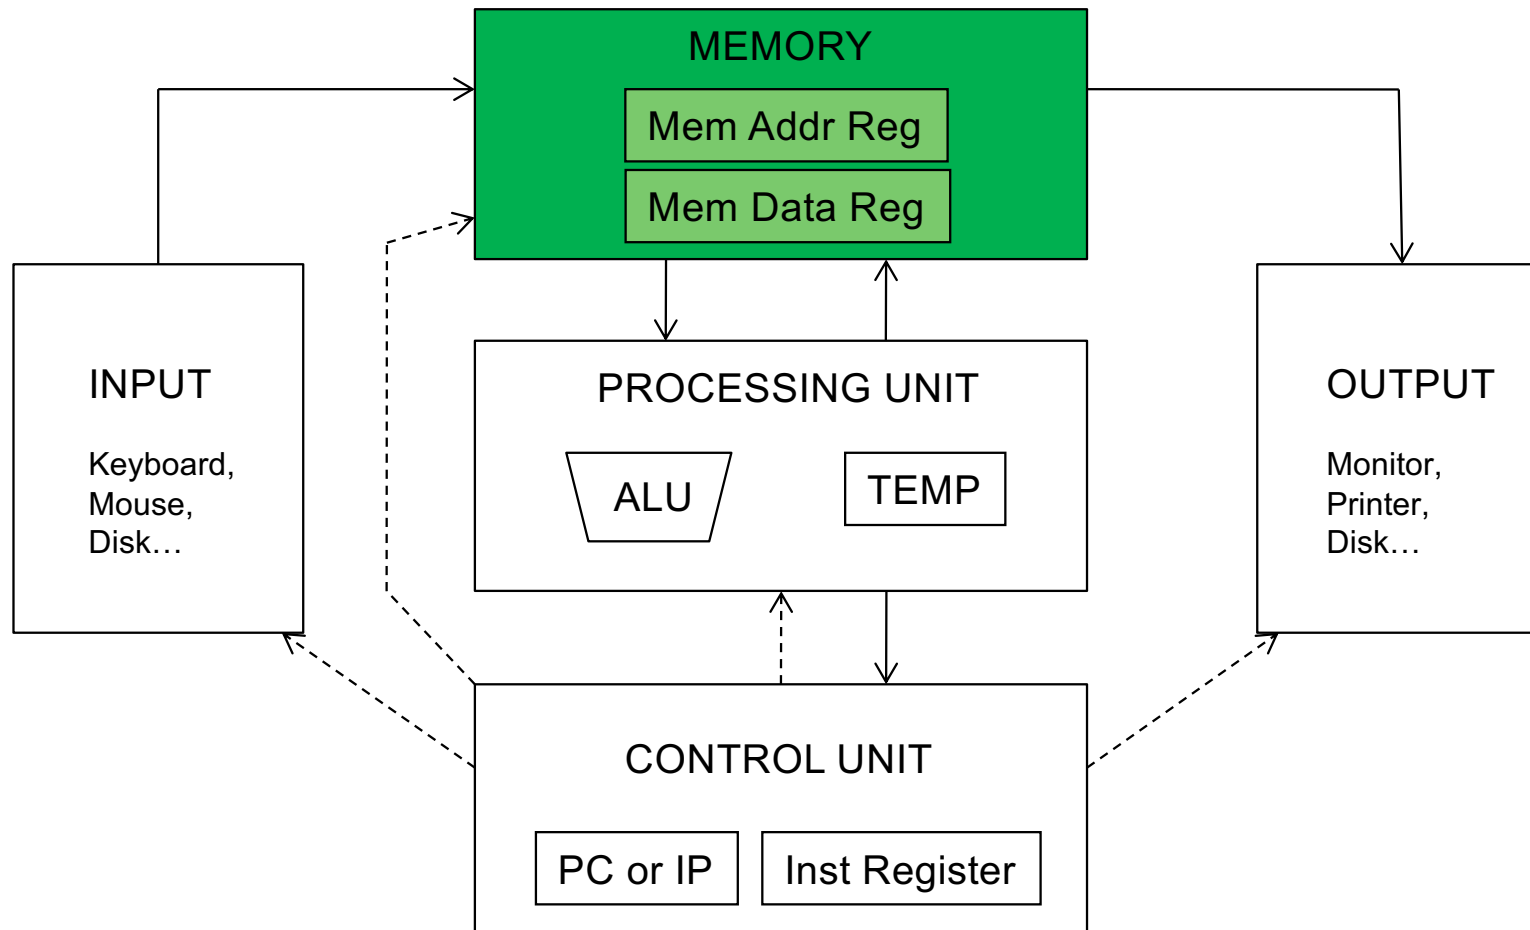 MEMORY
Mem Addr Reg
Mem Data Reg
INPUT
Keyboard,
Mouse,
Disk…
PROCESSING UNIT
ALU
TEMP
OUTPUT
Monitor,
Printer,
Disk…
CONTROL UNIT
PC or IP
Inst Register